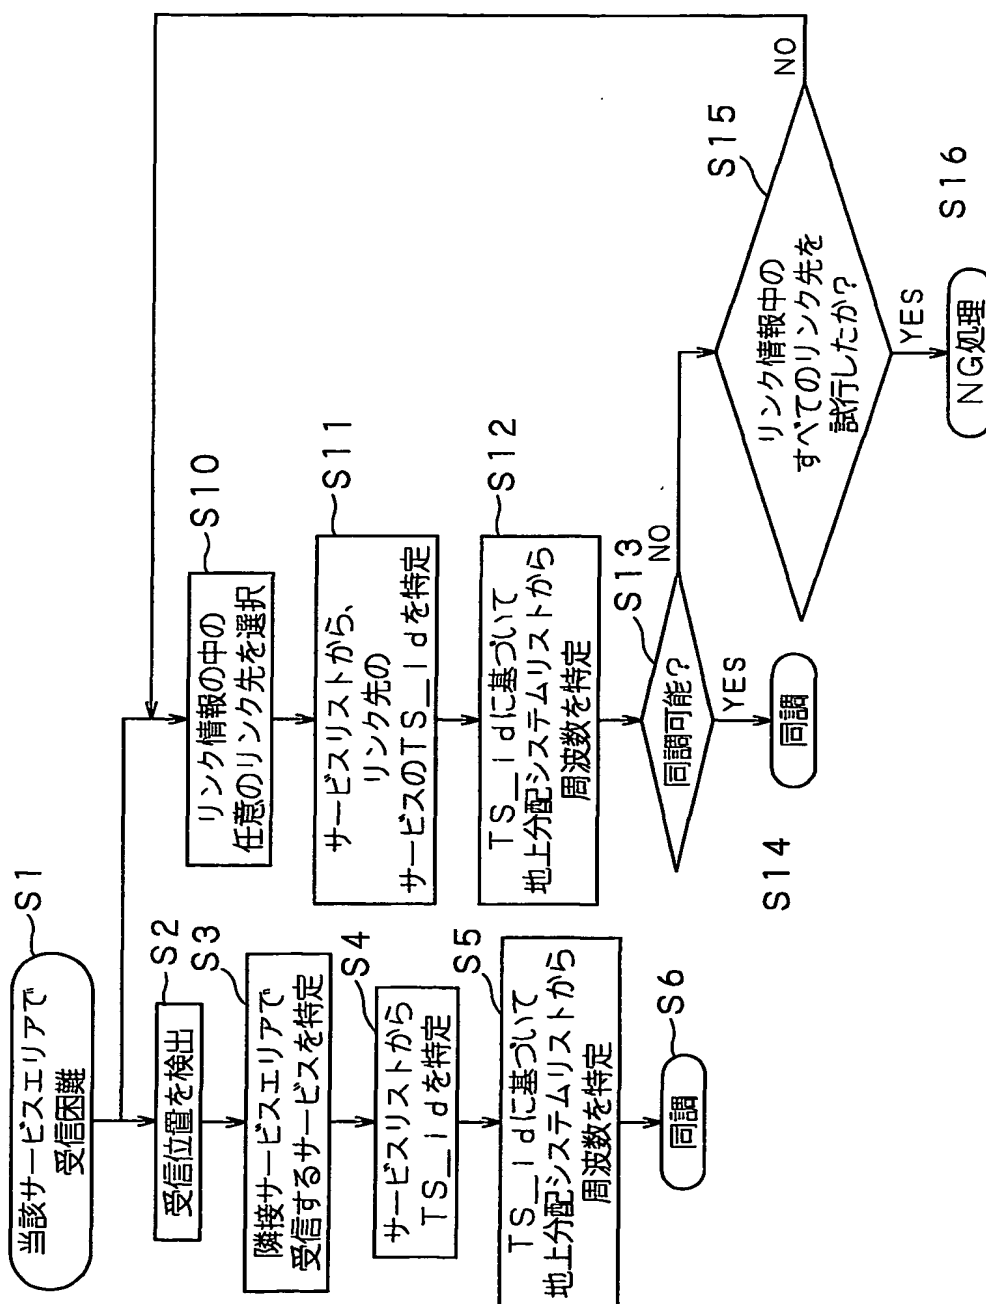 当該サービスエリアで
受信困難
S1
受信位置を検出
S2
隣接サービスエリアで
受信するサービスを特定
S3
サービスリストから
TS_Idを特定
S4
TS_Idに基づいて
地上分配システムリストから
周波数を特定
S5
同調
S6
リンク情報の中の
任意のリンク先を選択
S10
サービスリストから、
リンク先の
サービスのTS_Idを特定
S11
TS_Idに基づいて
地上分配システムリストから
周波数を特定
S12
同調可能?
S13
NO
YES
同調
S14
リンク情報中の
すべてのリンク先を
試行したか?
S15
NO
YES
NG処理
S16